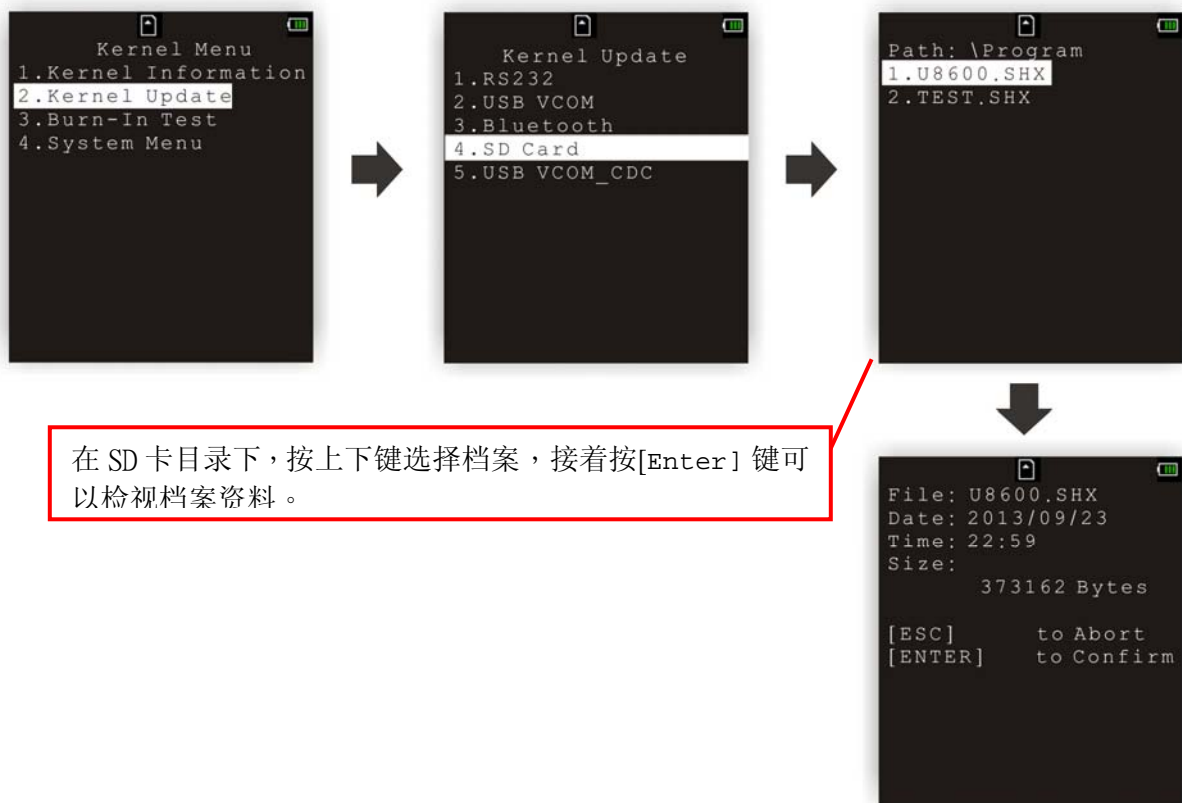 Kernel Menu
1.Kernel Information
2.Kernel Update
3.Burn-In Test
4.System Menu
Kernel Update
1.RS232
2.USB VCOM
3.Bluetooth
4.SD Card
5.USB VCOM_CDC
Path: \Program
1.U8600.SHX
2.TEST.SHX
在 SD 卡目录下，按上下键选择档案，接着按[Enter] 键可
以检视档案资料。
File: U8600.SHX
Date: 2013/09/23
Time: 22:59
Size:
373162 Bytes
[ESC] to Abort
[ENTER] to Confirm